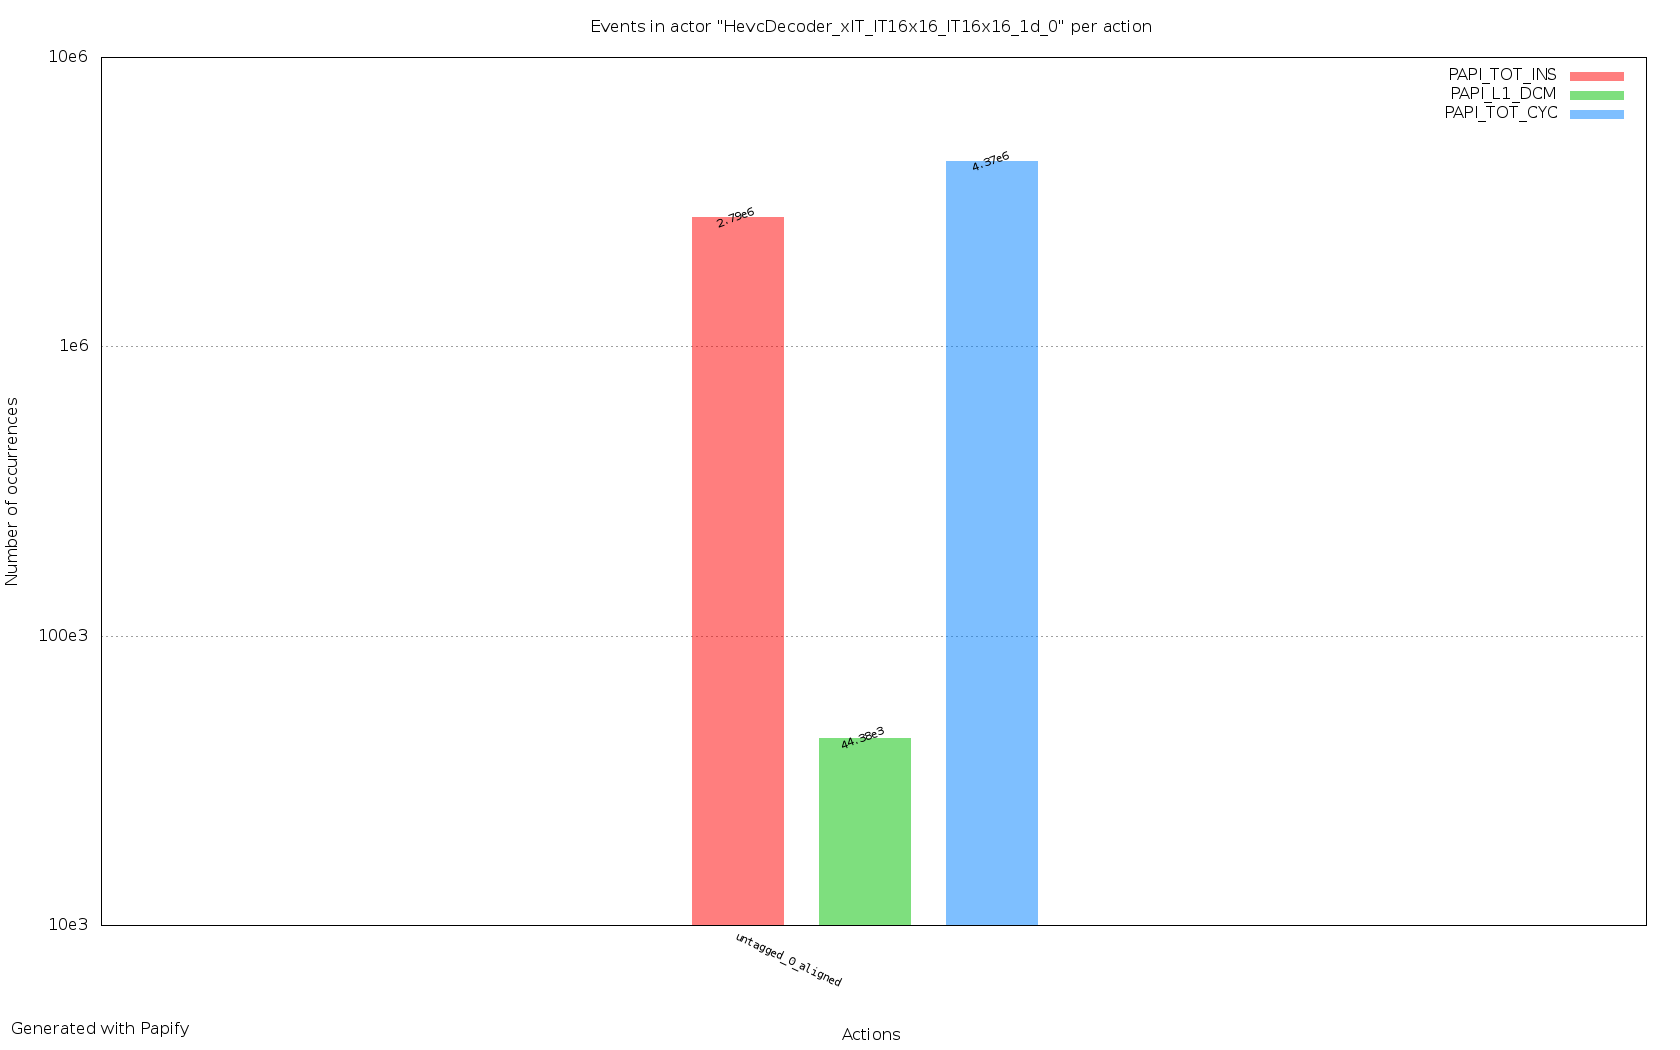 Events in actor "HevcDecoder_xIT_IT16x16_IT16x16_1d_0" per action
10e6
1e6
100e3
10e3
Number of occurrences
PAPI_TOT_INS
PAPI_L1_DCM
PAPI_TOT_CYC
2.79e6
44.38e3
4.37e6
untagged_0_aligned
Actions
Generated with Papify